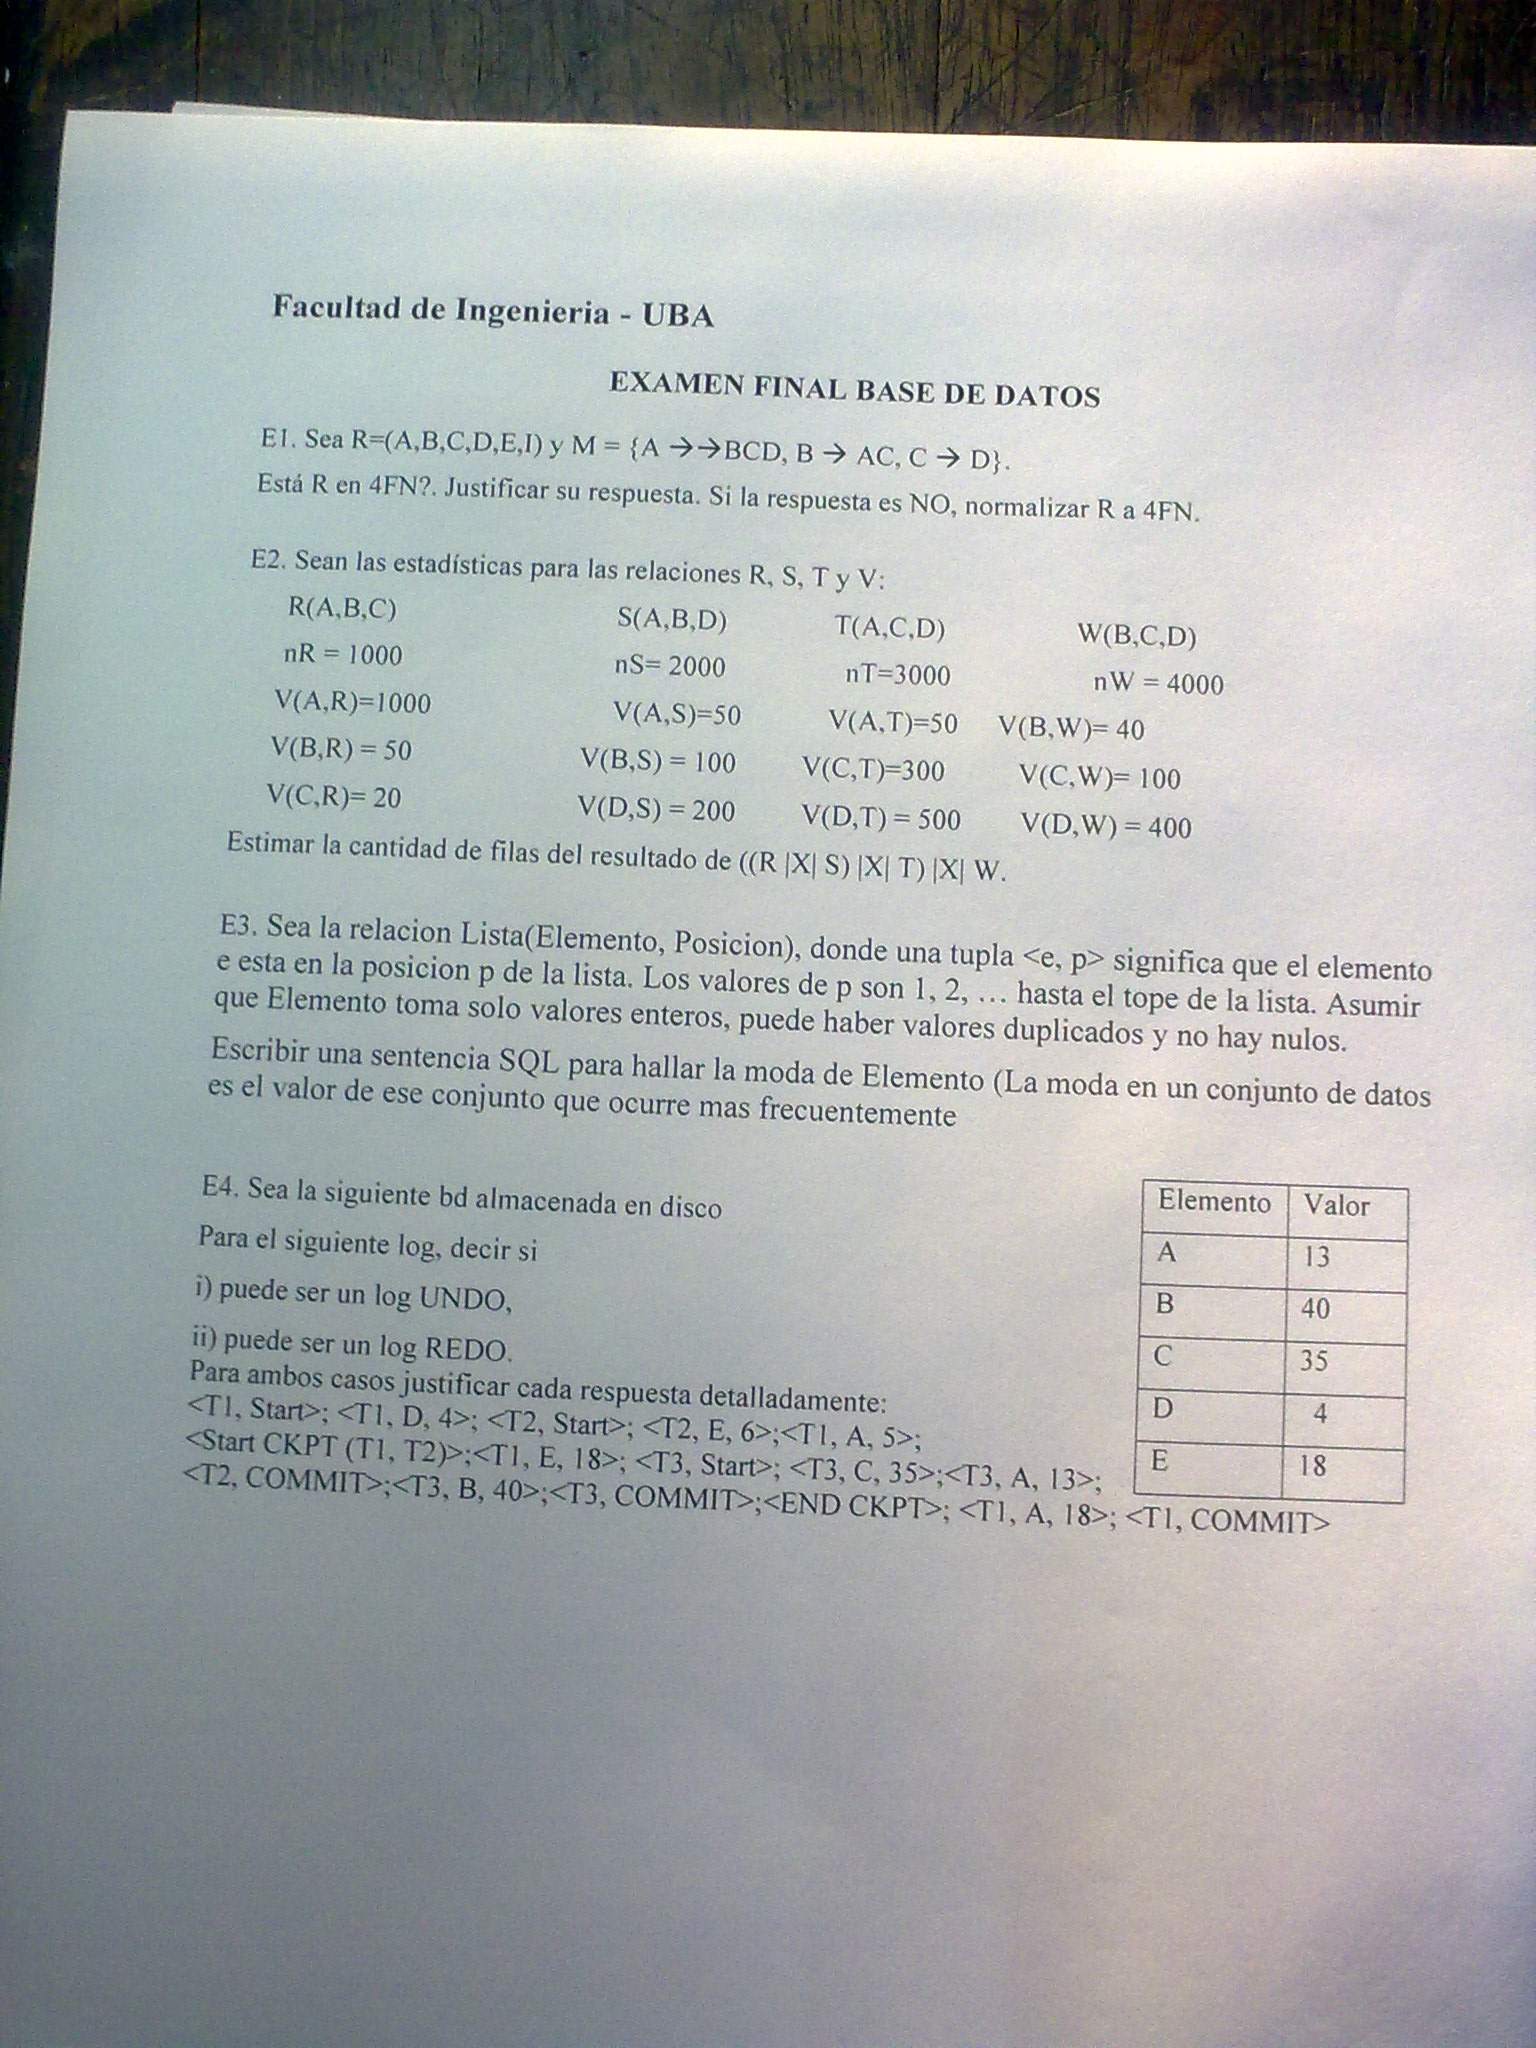 Facultad de Ingenieria - UBA
EXAMEN FINAL BASE DE DATOS
E1. Sea R=(A,B,C,D,E,I) y M = {A →→BCD, B → AC, C → D}.
Está R en 4FN?. Justificar su respuesta. Si la respuesta es NO, normalizar R a 4FN.
E2. Sean las estadísticas para las relaciones R, S, T y V:
R(A,B,C) S(A,B,D) T(A,C,D) W(B,C,D)
nR = 1000 nS= 2000 nT=3000 nW = 4000
V(A,R)=1000 V(A,S)=50 V(A,T)=50 V(B,W)= 40
V(B,R) = 50 V(B,S) = 100 V(C,T)=300 V(C,W)= 100
V(C,R)= 20 V(D,S) = 200 V(D,T) = 500 V(D,W) = 400
Estimar la cantidad de filas del resultado de ((R |X| S) |X| T) |X| W.
E3. Sea la relacion Lista(Elemento, Posicion), donde una tupla <e, p> significa que el elemento
e esta en la posicion p de la lista. Los valores de p son 1, 2, … hasta el tope de la lista. Asumir
que Elemento toma solo valores enteros, puede haber valores duplicados y no hay nulos.
Escribir una sentencia SQL para hallar la moda de Elemento (La moda en un conjunto de datos
es el valor de ese conjunto que ocurre mas frecuentemente
E4. Sea la siguiente bd almacenada en disco
Para el siguiente log, decir si
i) puede ser un log UNDO,
ii) puede ser un log REDO.
Para ambos casos justificar cada respuesta detalladamente:
<T1, Start>; <T1, D, 4>; <T2, Start>; <T2, E, 6>;<T1, A, 5>;
<Start CKPT (T1, T2)>;<T1, E, 18>; <T3, Start>; <T3, C, 35>;<T3, A, 13>;
<T2, COMMIT>;<T3, B, 40>;<T3, COMMIT>;<END CKPT>; <T1, A, 18>; <T1, COMMIT>
Elemento Valor
A 13
B 40
C 35
D 4
E 18